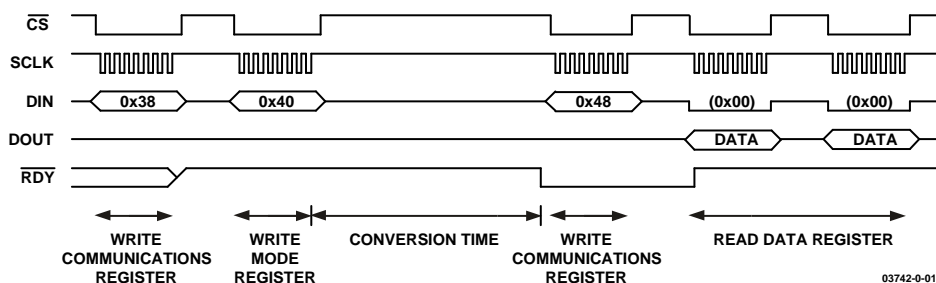 CS
SCLK
DIN 0x38 0x40 0x48 (0x00) (0x00)
DOUT DATA DATA
RDY
WRITE COMMUNICATIONS REGISTER
WRITE MODE REGISTER
CONVERSION TIME
WRITE COMMUNICATIONS REGISTER
READ DATA REGISTER
03742-0-01